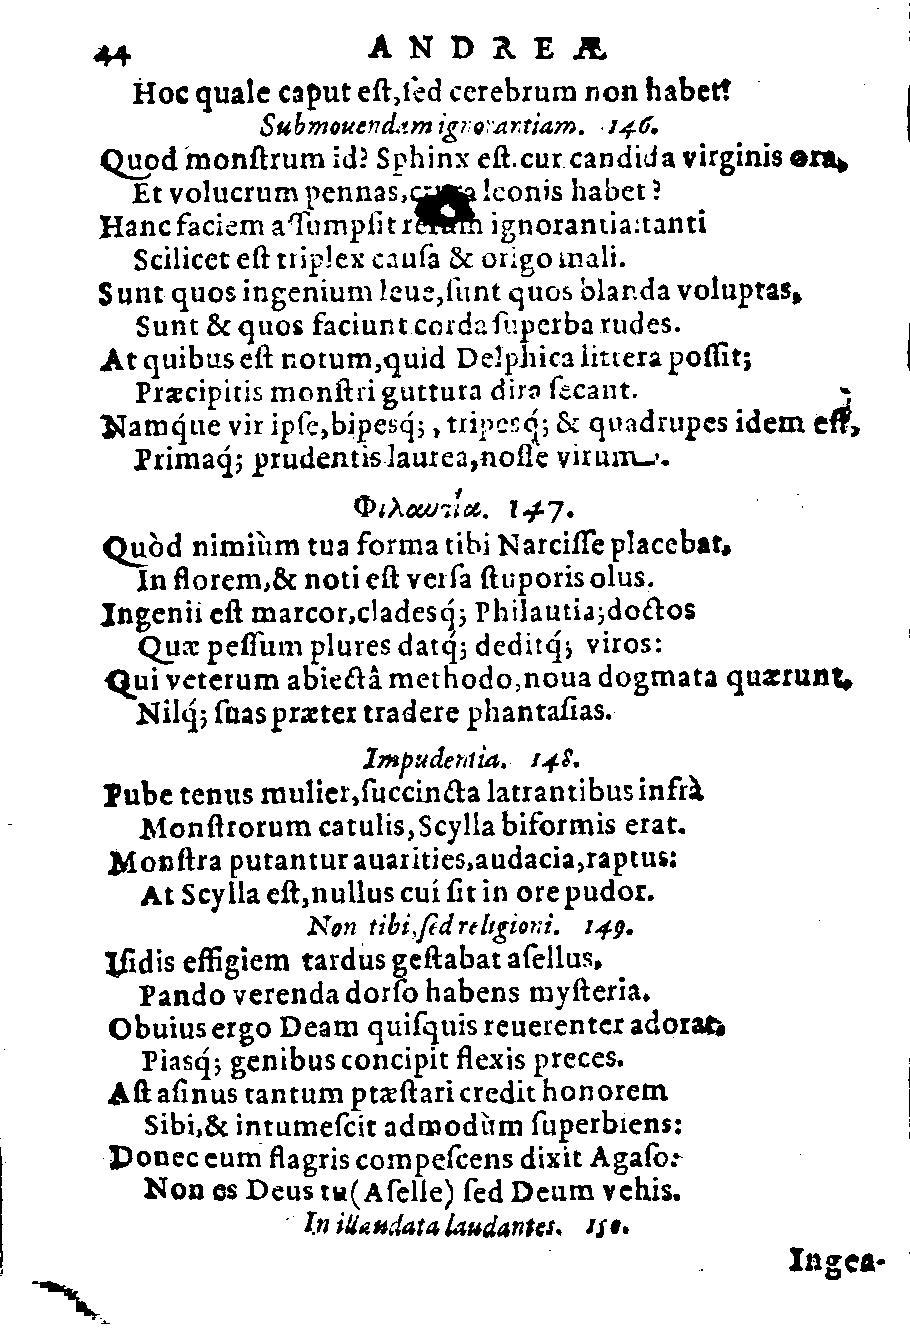 44 ANDREÆ
Hoc quale caput eſt,ſed cerebrum non habet?
Submouendam ignorantiam. 146.
Quod monſtrum id? Sphinx eſt.cur candida virginis ora,
Et volucrum pennas, leonis habet?
Hanc faciem aſſumpſit rerum ignorantia:tanti
Scilicet eſt triplex cauſa & origo mali.
Sunt quos ingenium leue,ſunt quos blanda voluptas,
Sunt & quos faciunt corda ſuperba rudes.
At quibus eſt notum,quid Delphica littera poſſit;
Præcipitis monſtri guttura dira ſecant.
Namq́ue vir ipſe,bipesq́; , tripesq́; & quadrupes idem eſt,
Primaq́; prudentis laurea,noſſe virum.
Φιλαυτία. 147.
Quòd nimiùm tua forma tibi Narciſſe placebat,
In florem,& noti eſt verſa ſtuporis olus.
Ingenii eſt marcor,cladesq́; Philautia;doctos
Quæ peſſum plures datq́; deditq́; viros:
Qui veterum abiectâ methodo,noua dogmata quærunt,
Nilq́; ſuas præter tradere phantaſias.
Impudentia. 148.
Pube tenus mulier,ſuccincta latrantibus infrà
Monſtrorum catulis,Scylla biformis erat.
Monſtra putantur auarities,audacia,raptus:
At Scylla eſt,nullus cuí ſit in ore pudor.
Non tibi,ſed religioni. 149.
Iſidis effigiem tardus geſtabat aſellus,
Pando verenda dorſo habens myſteria.
Obuius ergo Deam quiſquis reuerenter adorat,
Piasq́; genibus concipit flexis preces.
Aſt aſinus tantum ptæſtari credit honorem
Sibi,& intumeſcit admodùm ſuperbiens:
Donec eum flagris compeſcens dixit Agaſo:
Non es Deus tu(Aſelle) ſed Deum vehis.
In illaudata laudantes. 150.
Ingen-